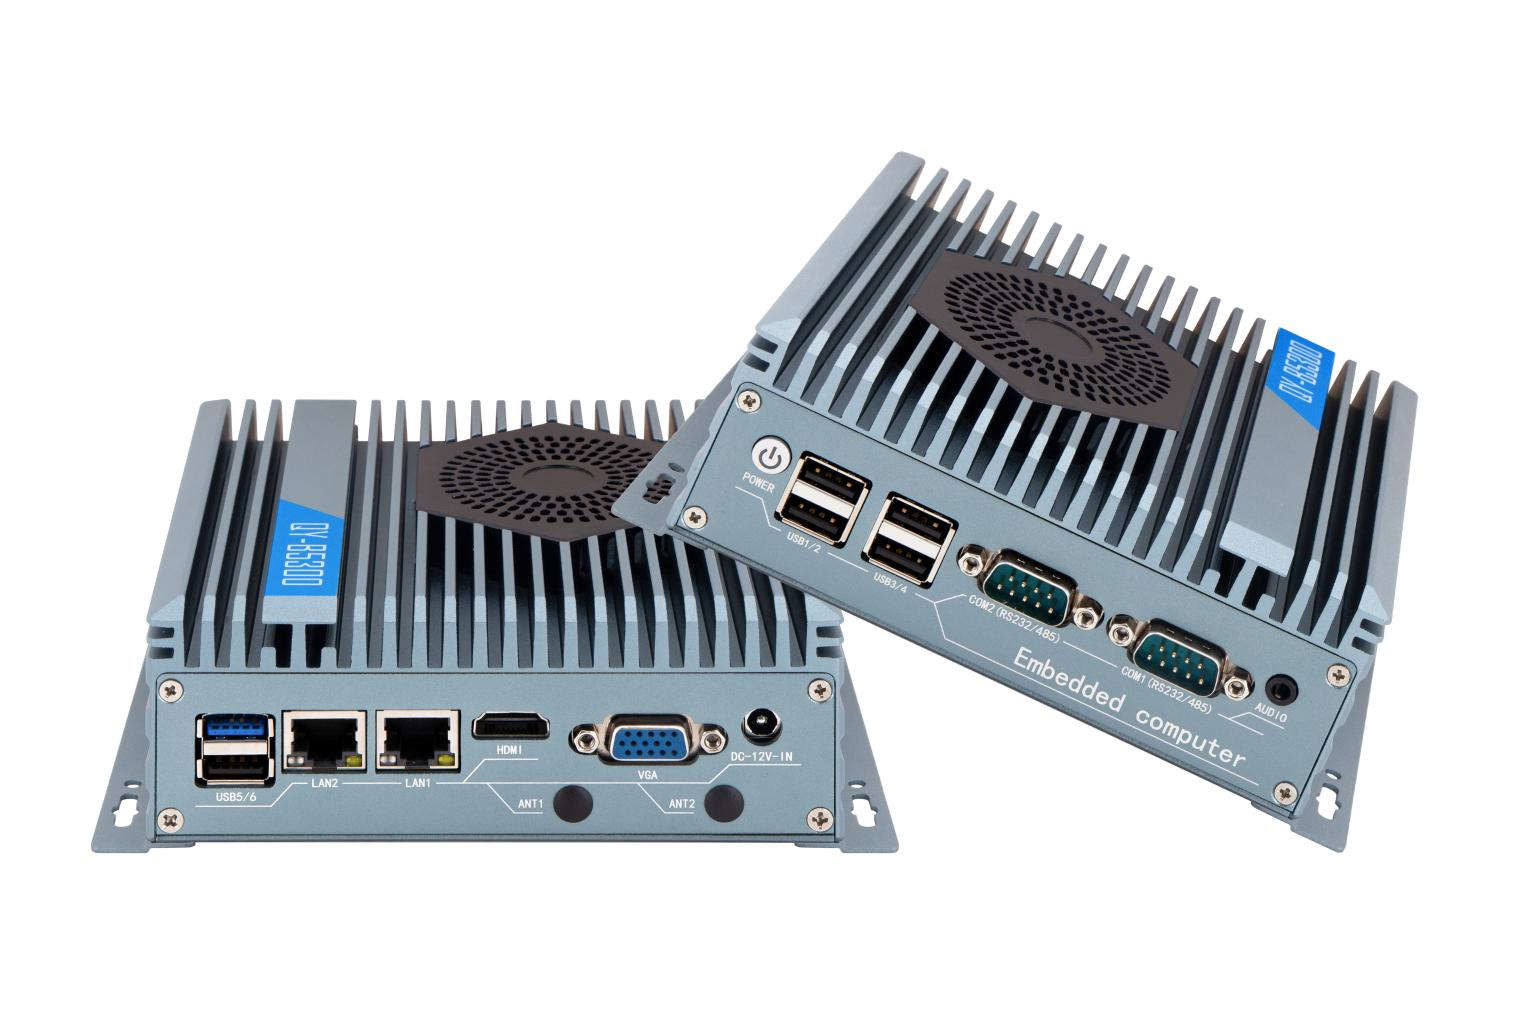 QY-B5300
USB5/6
LAN2
LAN1
HDMI
VGA
DC-12V-IN
ANT1
ANT2
QY-B5300
POWER
USB1/2
USB3/4
COM2(RS232/485)
COM1(RS232/485)
AUDIO
Embedded computer